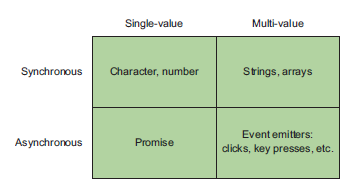 Single-value Multi-value
Synchronous Character, number Strings, arrays
Asynchronous Promise Event emitters:
clicks, key presses, etc.